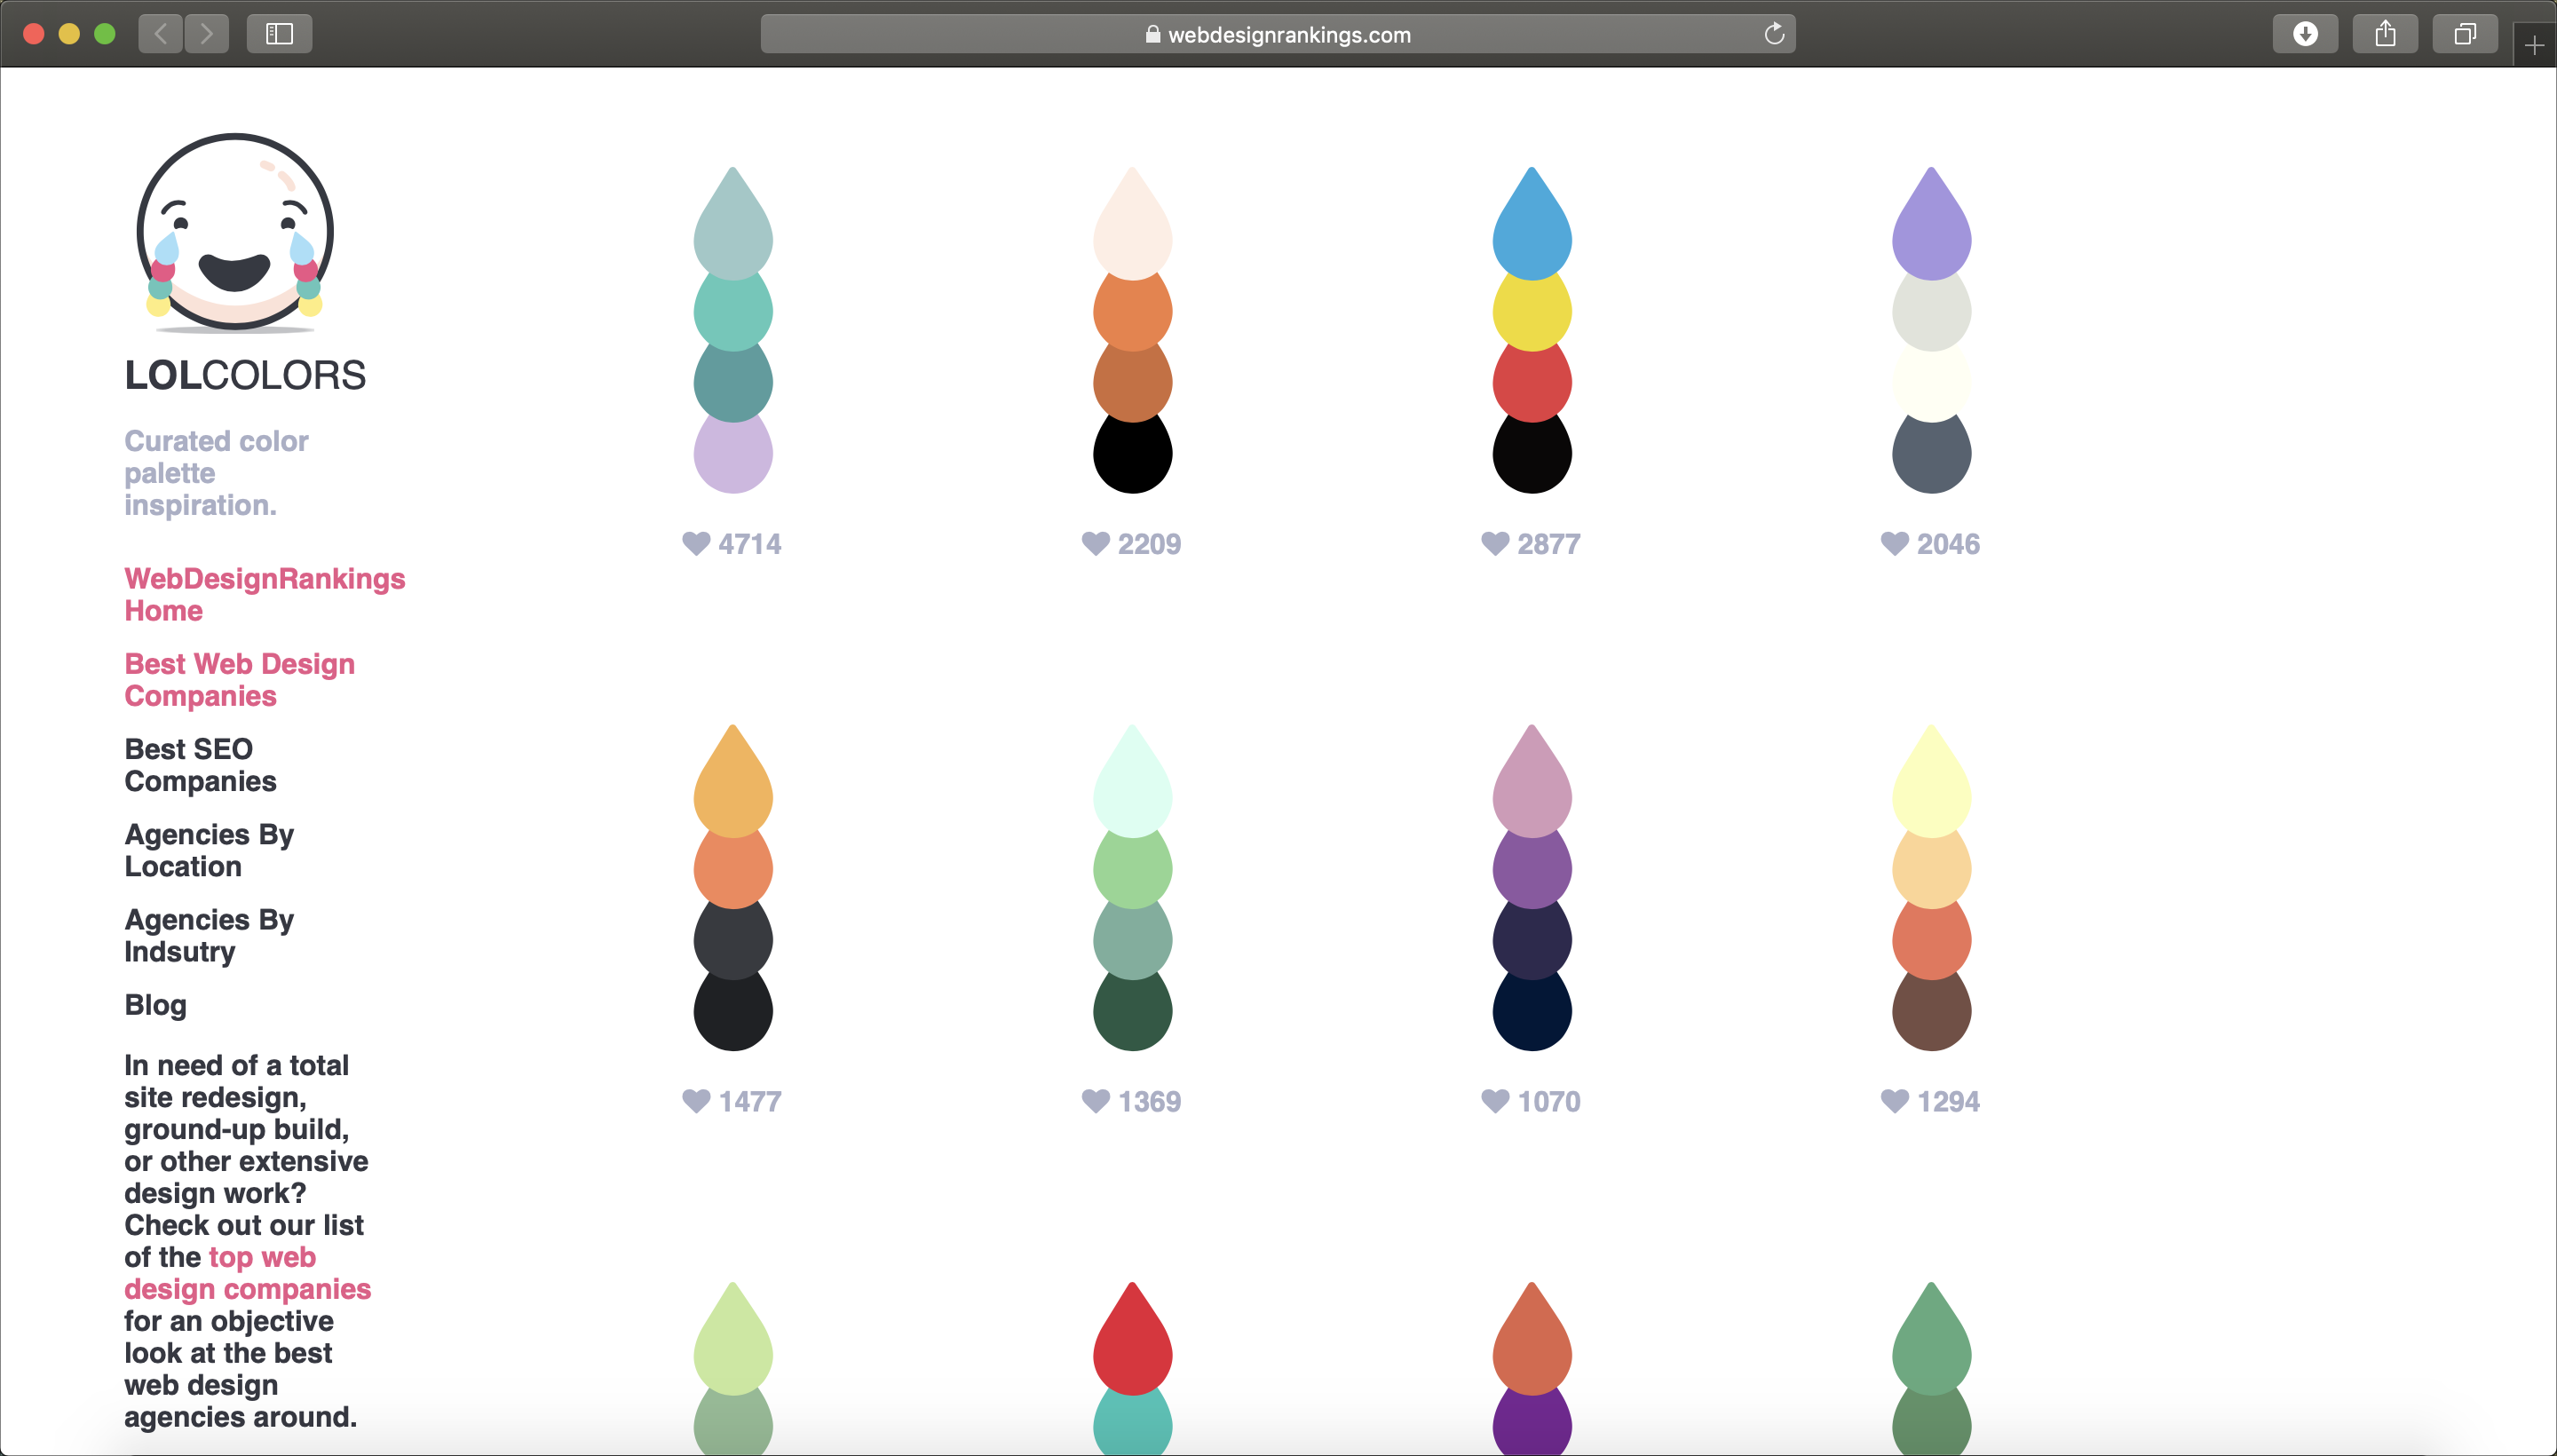 webdesignrankings.com
LOLCOLORS
Curated color
palette
inspiration.
WebDesignRankings
Home
Best Web Design
Companies
Best SEO
Companies
Agencies By
Location
Agencies By
Indsutry
Blog
In need of a total
site redesign,
ground-up build,
or other extensive
design work?
Check out our list
of the top web
design companies
for an objective
look at the best
web design
agencies around.
4714
2209
2877
2046
1477
1369
1070
1294